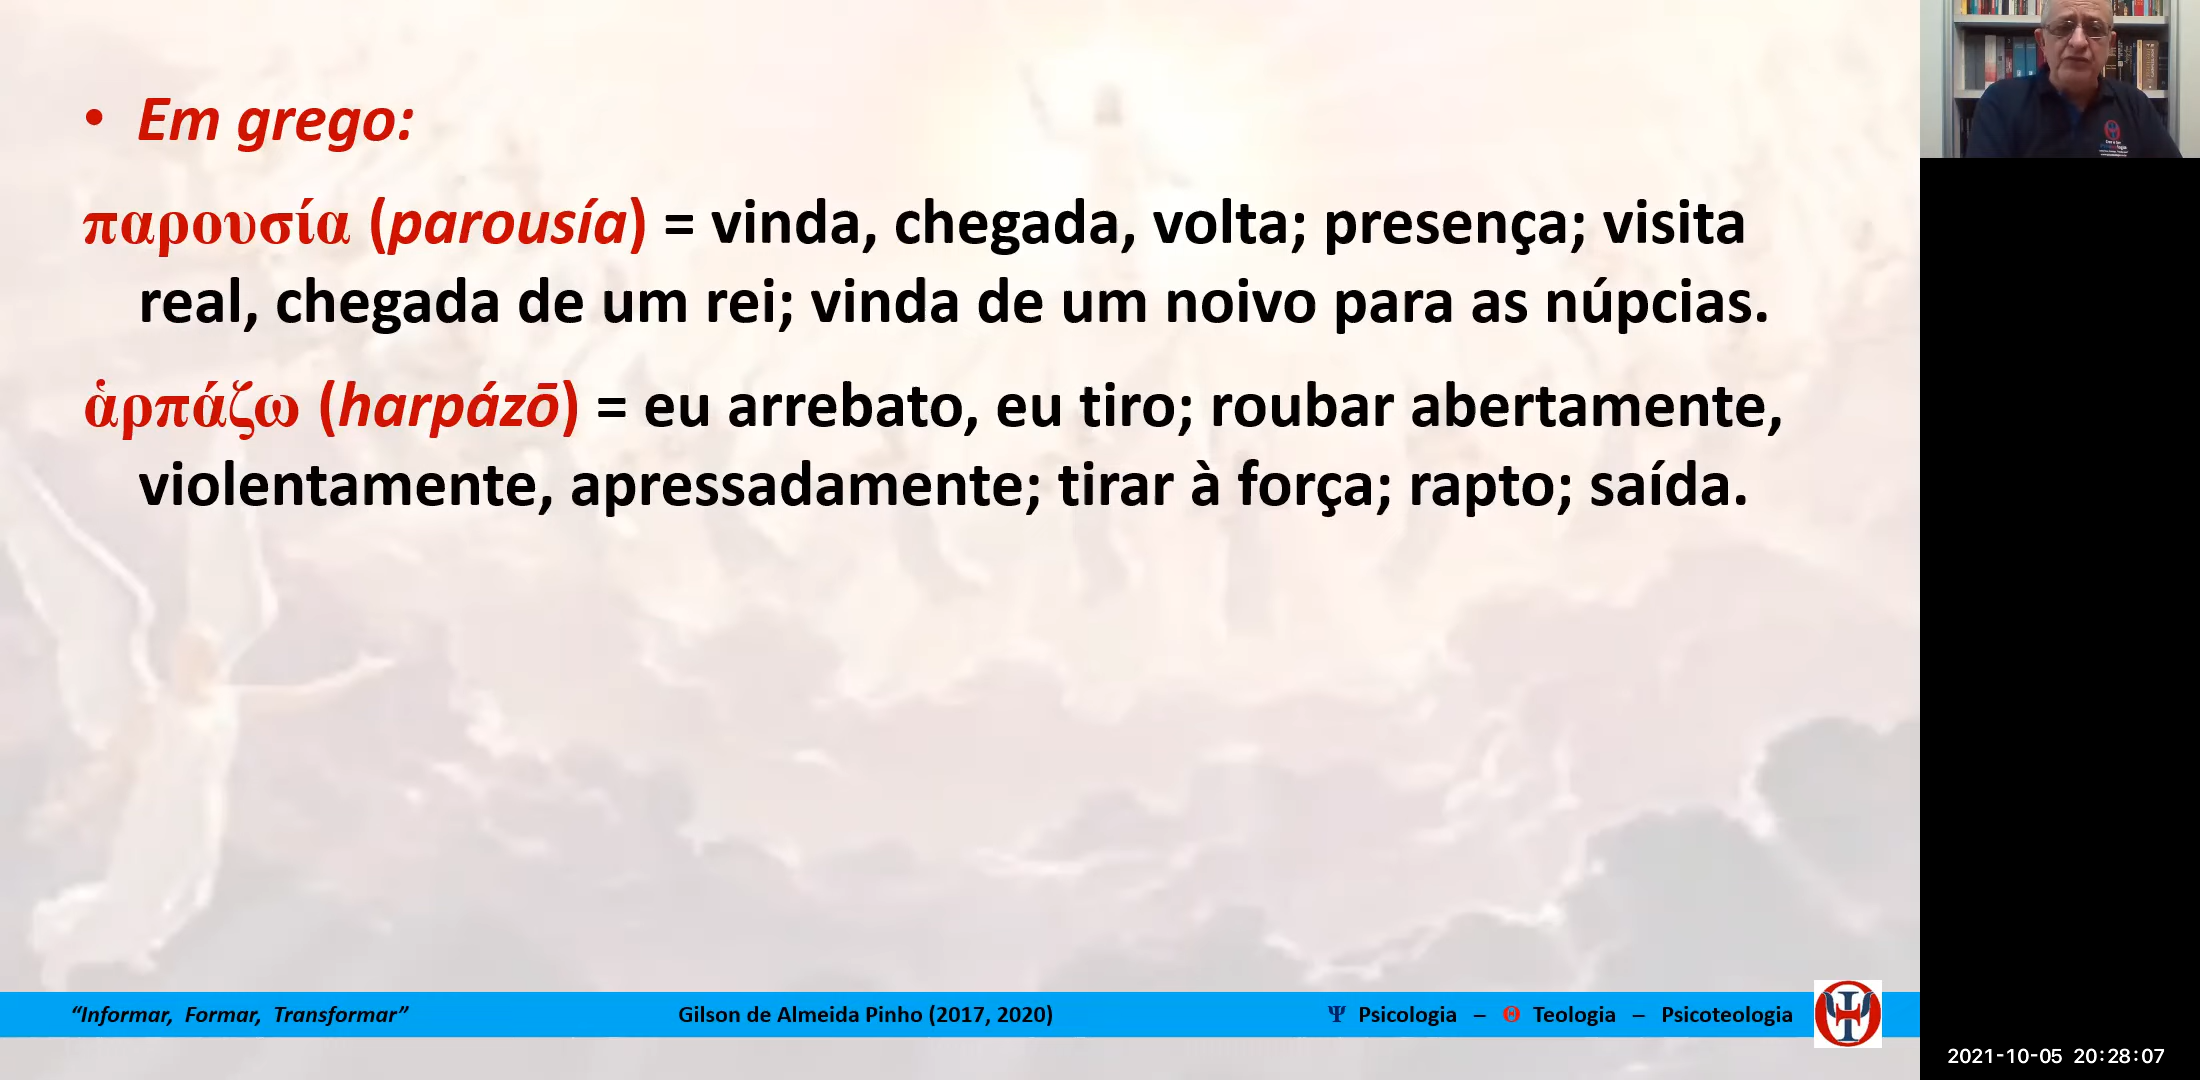 • Em grego:
παρουσία (parousía) = vinda, chegada, volta; presença; visita
real, chegada de um rei; vinda de um noivo para as núpcias.
ἁρπάζω (harpázō) = eu arrebato, eu tiro; roubar abertamente,
violentamente, apressadamente; tirar à força; rapto; saída.
“Informar, Formar, Transformar”
Gilson de Almeida Pinho (2017, 2020)
Ψ Psicologia – Θ Teologia – Psicoteologia
2021-10-05 20:28:07